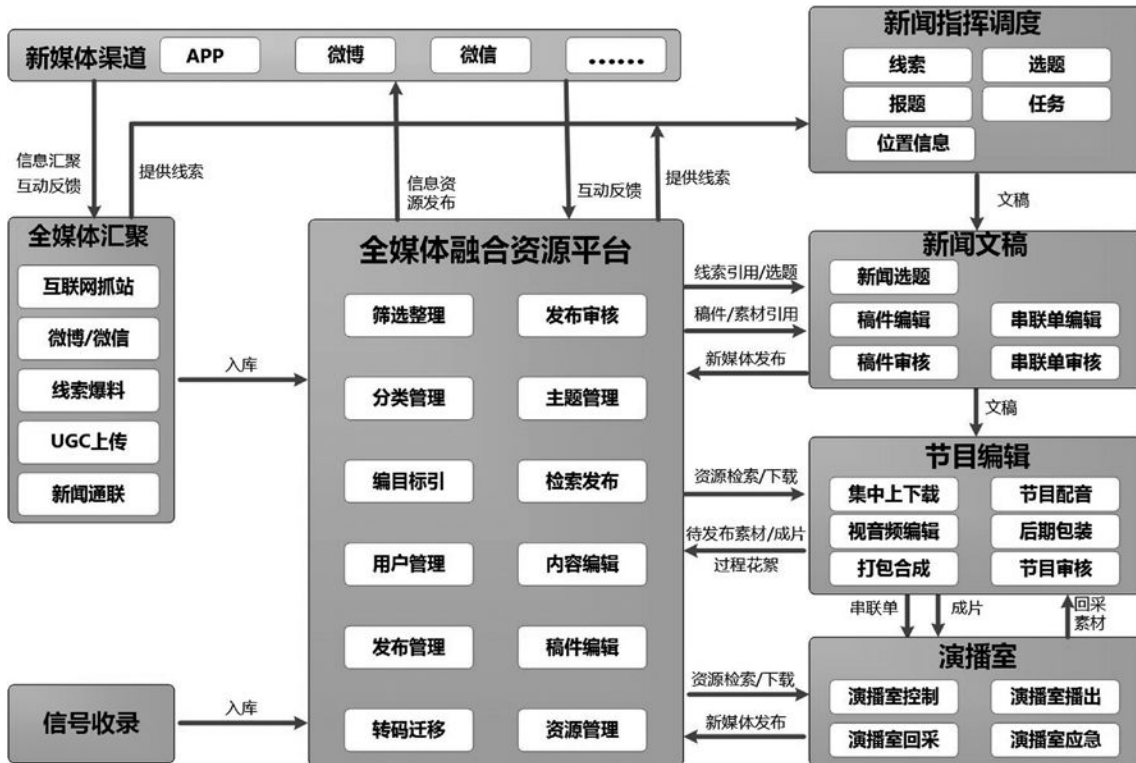 新媒体渠道
APP
微博
微信
......
信息汇聚
互动反馈
提供线索
信息资
源发布
互动反馈
提供线索
新闻指挥调度
线索
选题
报题
任务
位置信息
文稿
全媒体汇聚
互联网抓站
微博/微信
线索爆料
UGC上传
新闻通联
入库
信号收录
入库
全媒体融合资源平台
筛选整理
发布审核
分类管理
主题管理
编目标引
检索发布
用户管理
内容编辑
发布管理
稿件编辑
转码迁移
资源管理
线索引用/选题
稿件/素材引用
新媒体发布
新闻文稿
新闻选题
稿件编辑
串联单编辑
稿件审核
串联单审核
文稿
资源检索/下载
待发布素材/成片
过程花絮
节目编辑
集中上下载
节目配音
视音频编辑
后期包装
打包合成
节目审核
串联单
成片
回采
素材
资源检索/下载
新媒体发布
演播室
演播室控制
演播室播出
演播室回采
演播室应急